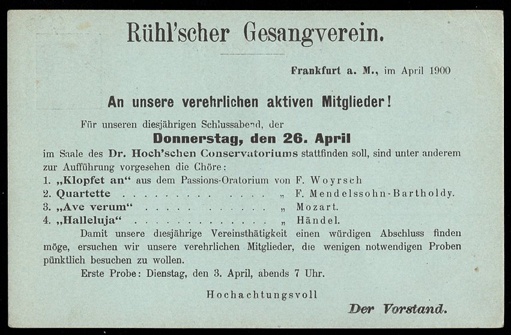 Rühl'scher Gesangverein.
Frankfurt a. M., im April 1900
An unsere verehrlichen aktiven Mitglieder!
Für unseren diesjährigen Schlussabend, der
Donnerstag, den 26. April
im Saale des Dr. Hoch'schen Conservatoriums stattfinden soll, sind unter anderem
zur Aufführung vorgesehen die Chöre:
1. „Klopfet an“ aus dem Passions-Oratorium von F. Woyrsch
2. Quartette . . . . . . . . . . . „ F. Mendelssohn-Bartholdy.
3. „Ave verum“ . . . . . . . . . . „ Mozart.
4. „Halleluja“ . . . . . . . . . . „ Händel.
Damit unsere diesjährige Vereinsthätigkeit einen würdigen Abschluss finden
möge, ersuchen wir unsere verehrlichen Mitglieder, die wenigen notwendigen Proben
pünktlich besuchen zu wollen.
Erste Probe: Dienstag, den 3. April, abends 7 Uhr.
Hochachtungsvoll
Der Vorstand.